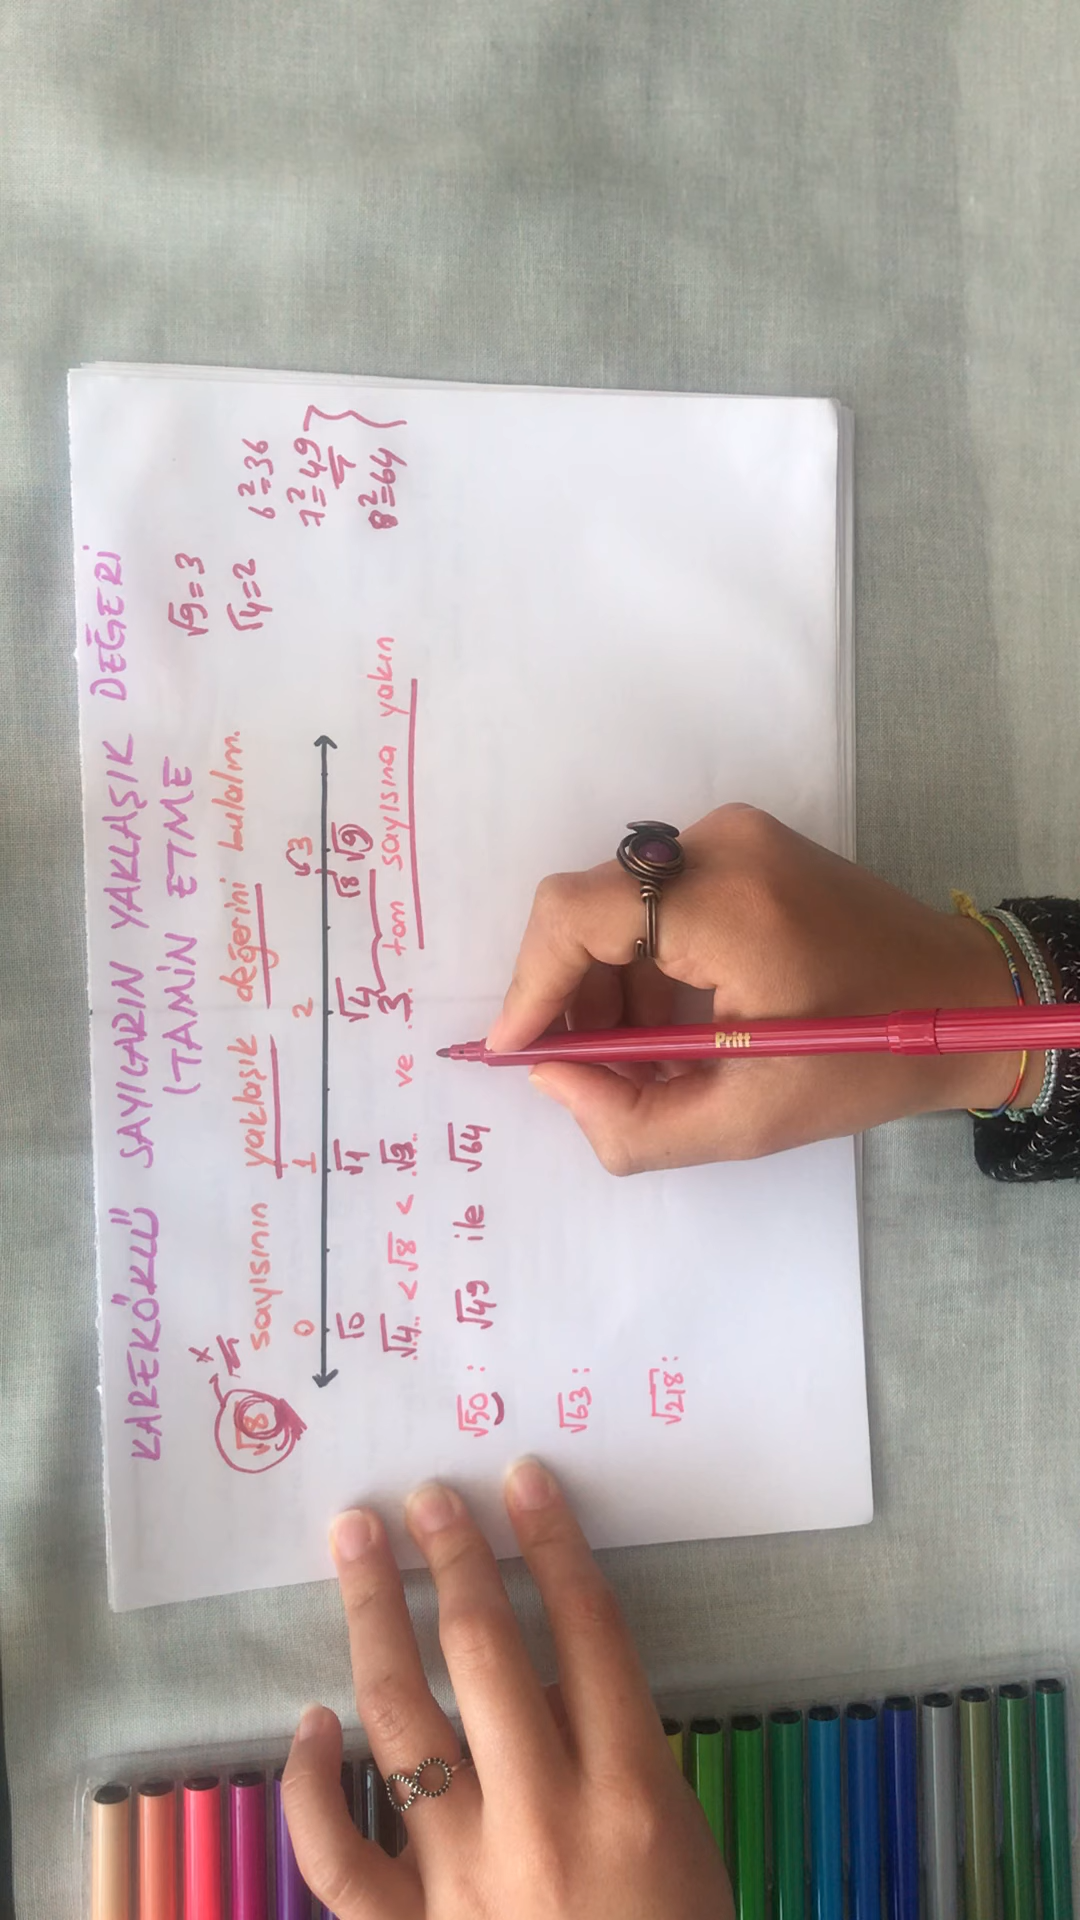 KAREKÖKLÜ SAYILARIN YAKLAŞIK DEĞERİ
(TAMİN ETME
√8 sayısının yaklaşık değerini bulalım.
x
√9=3
√4=2
6²=36
7²=49
8²=64
0 1 2 3
√0 √1 √4 √8 √9
√4 < √8 < √9 ve 3 tam sayısına yakın
√50: √49 ile √64
√63:
√218:
Pritt